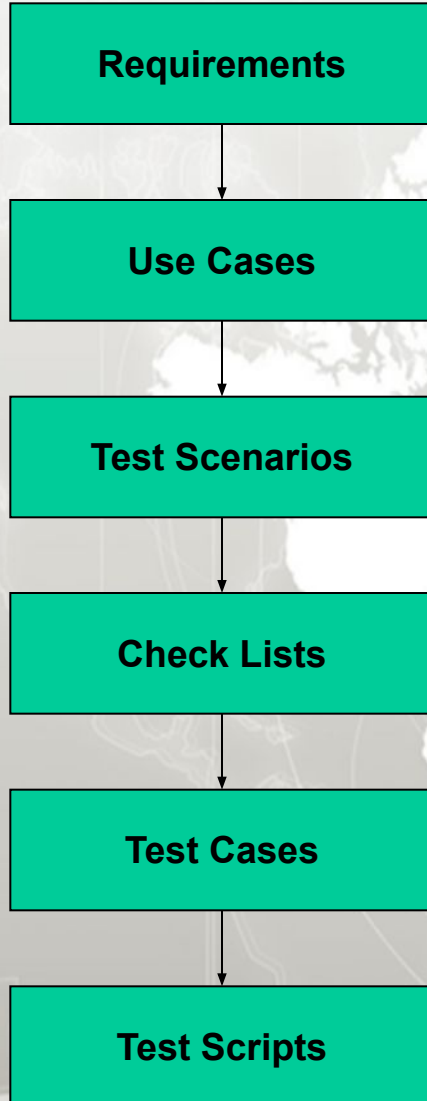 Requirements
Use Cases
Test Scenarios
Check Lists
Test Cases
Test Scripts